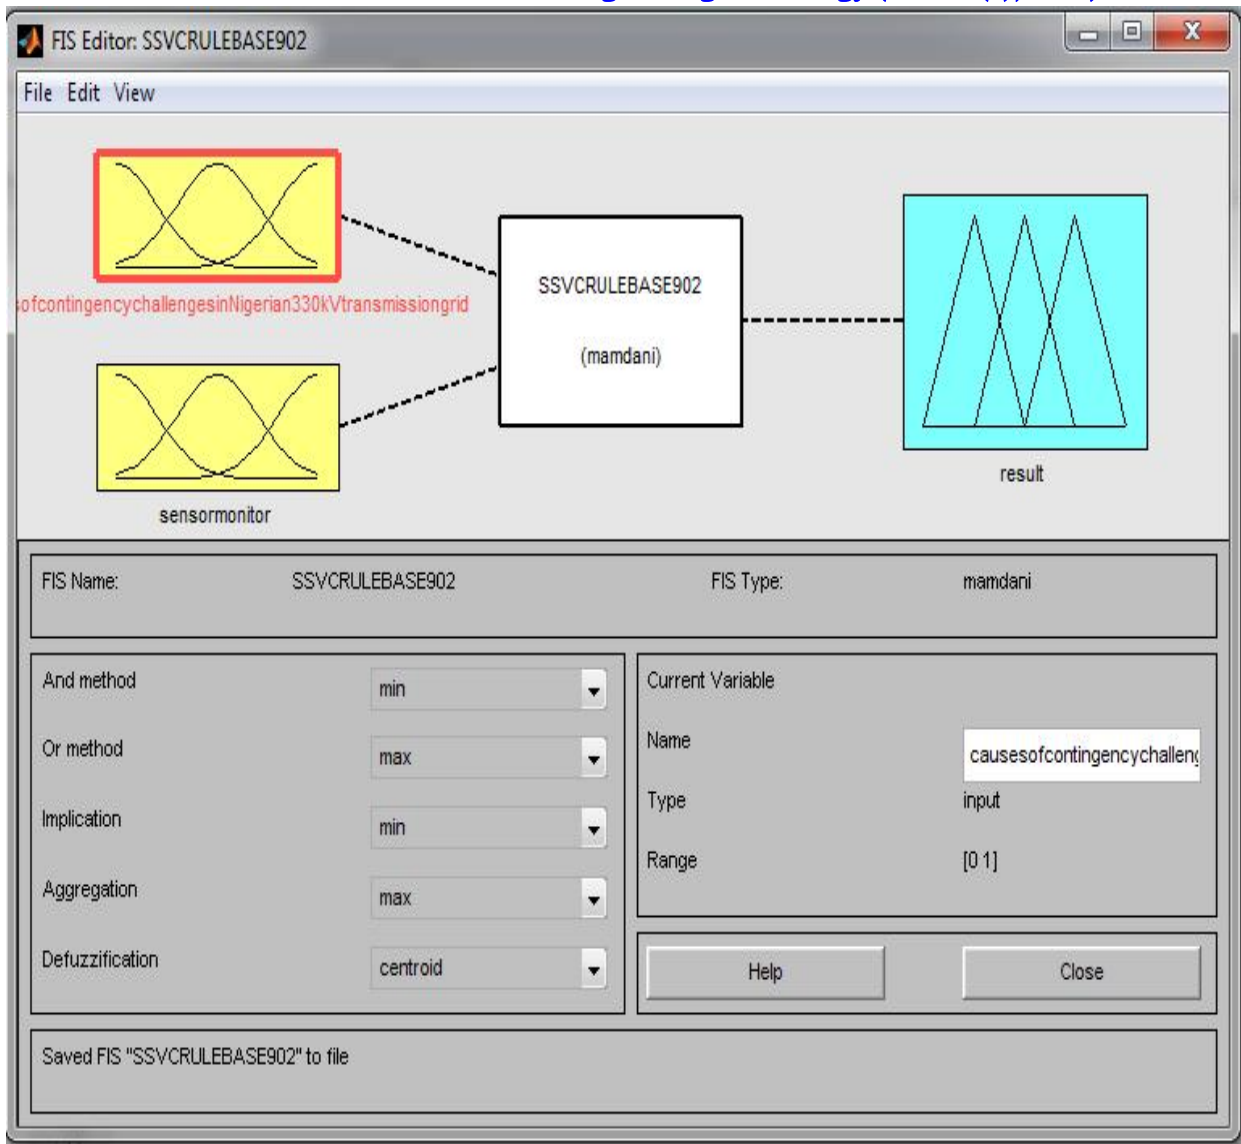 FIS Editor: SSVCRULEBASE902
File Edit View
SSVCRULEBASE902
(mamdani)
sofcontingencychallengesinNigerian330kVtransmissiongrid
result
sensormonitor
FIS Name: SSVCRULEBASE902 FIS Type: mamdani
And method min
Or method max
Implication min
Aggregation max
Defuzzification centroid
Current Variable
Name causesofcontingencychalleng
Type input
Range [0 1]
Help Close
Saved FIS "SSVCRULEBASE902" to file